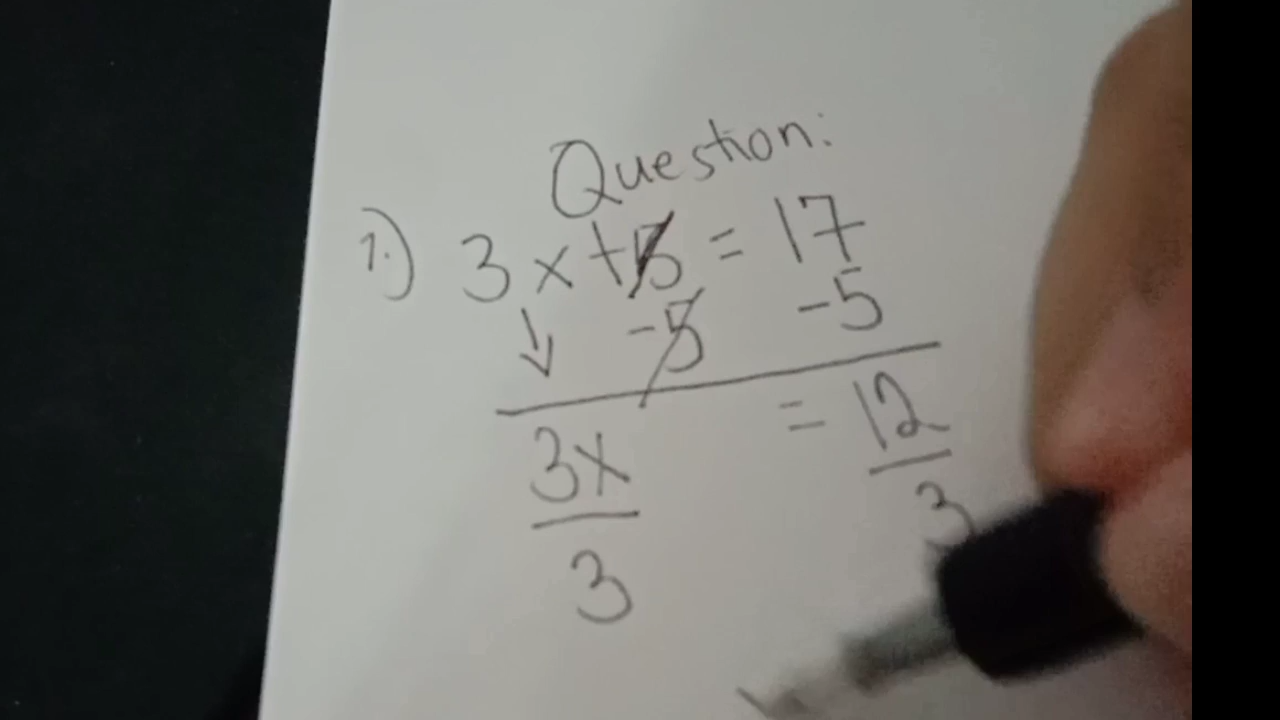 Question:
1.) 3x+5 = 17
↓ -5 -5
3x = 12
3 3